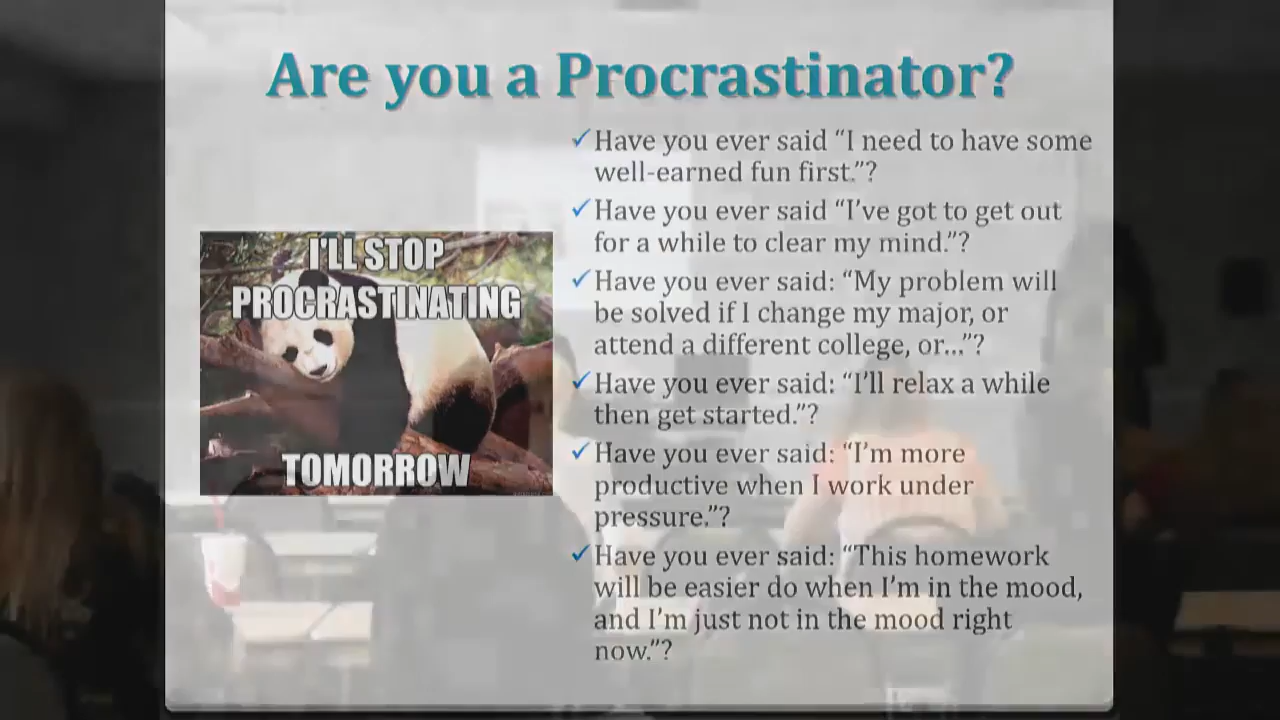 Are you a Procrastinator?
I'LL STOP
PROCRASTINATING
TOMORROW
Have you ever said “I need to have some
well-earned fun first.”?
Have you ever said “I’ve got to get out
for a while to clear my mind.”?
Have you ever said: “My problem will
be solved if I change my major, or
attend a different college, or...”?
Have you ever said: “I’ll relax a while
then get started.”?
Have you ever said: “I’m more
productive when I work under
pressure.”?
Have you ever said: “This homework
will be easier do when I’m in the mood,
and I’m just not in the mood right
now.”?